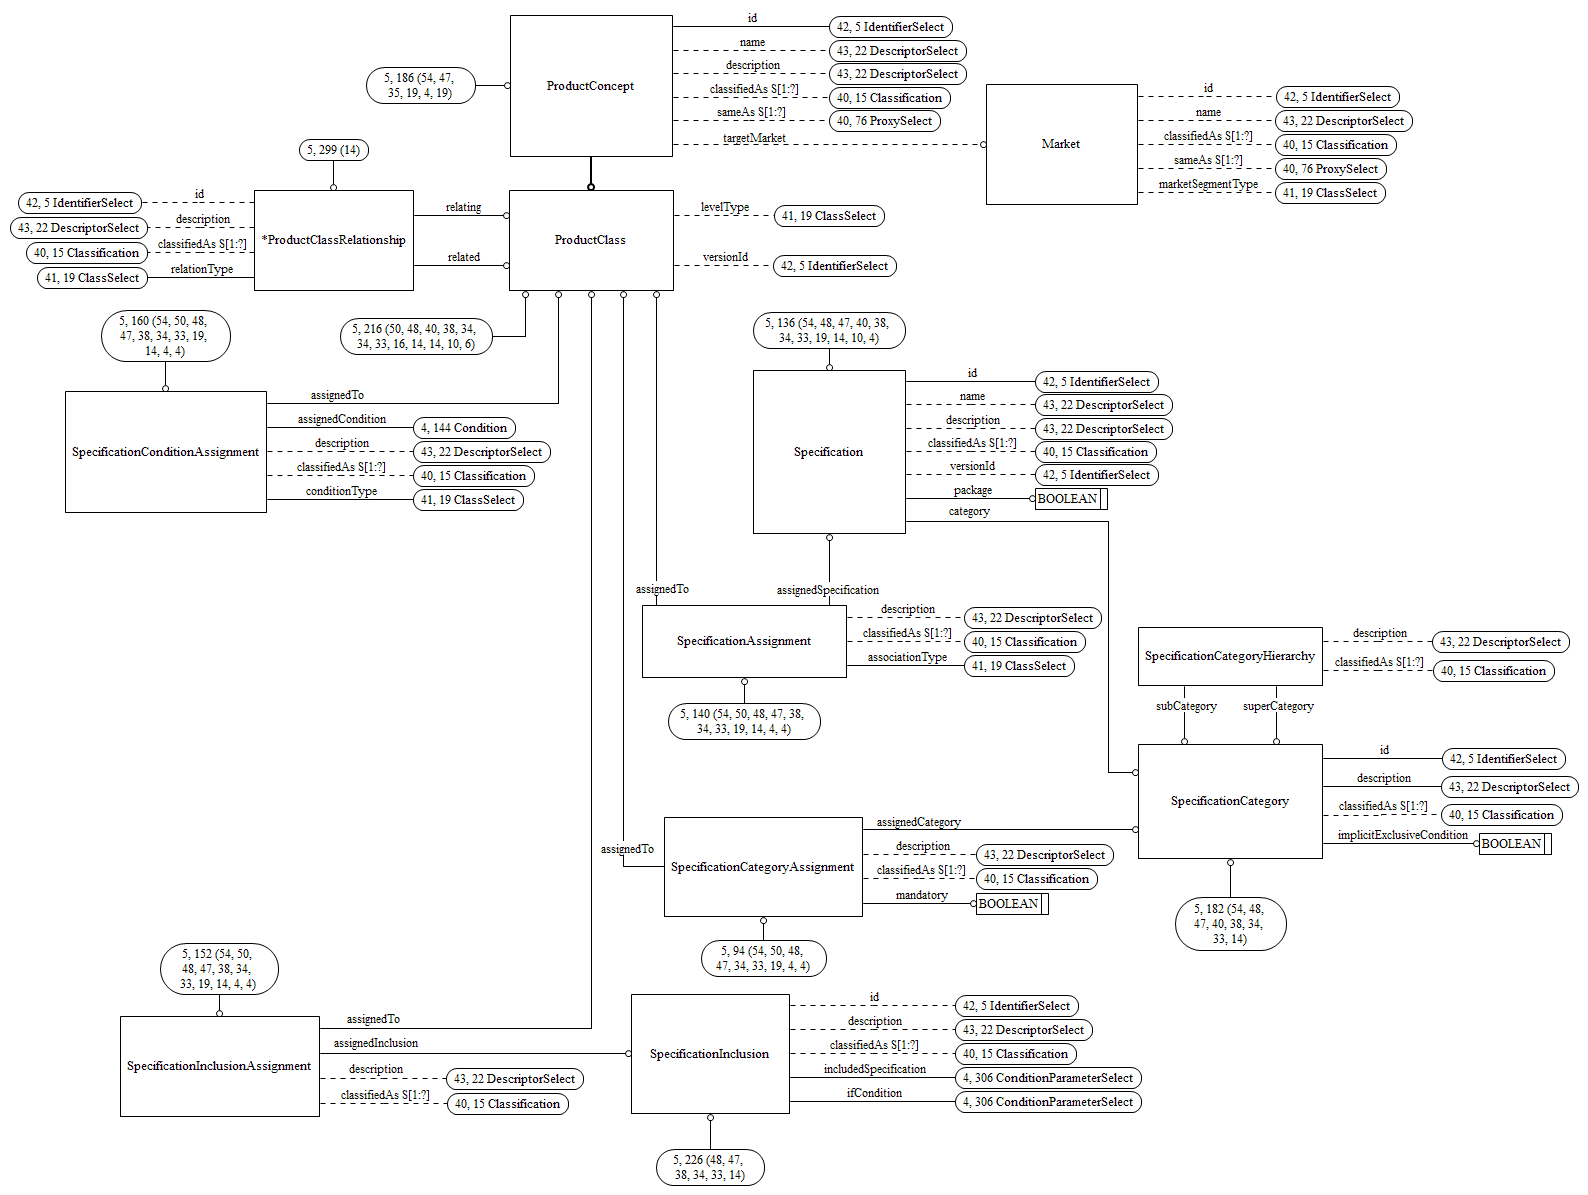 id
42, 5 IdentifierSelect
name
43, 22 DescriptorSelect
description
43, 22 DescriptorSelect
classifiedAs S[1:?]
40, 15 Classification
sameAs S[1:?]
40, 76 ProxySelect
targetMarket
ProductConcept
5, 186 (54, 47,
35, 19, 4, 19)
Market
id
42, 5 IdentifierSelect
name
43, 22 DescriptorSelect
classifiedAs S[1:?]
40, 15 Classification
sameAs S[1:?]
40, 76 ProxySelect
marketSegmentType
41, 19 ClassSelect
5, 299 (14)
id
42, 5 IdentifierSelect
description
43, 22 DescriptorSelect
classifiedAs S[1:?]
40, 15 Classification
relationType
41, 19 ClassSelect
*ProductClassRelationship
relating
related
ProductClass
levelType
41, 19 ClassSelect
versionId
42, 5 IdentifierSelect
5, 160 (54, 50, 48,
47, 38, 34, 33, 19,
14, 4, 4)
5, 216 (50, 48, 40, 38, 34,
34, 33, 16, 14, 14, 10, 6)
5, 136 (54, 48, 47, 40, 38,
34, 33, 19, 14, 10, 4)
SpecificationConditionAssignment
assignedTo
assignedCondition
4, 144 Condition
description
43, 22 DescriptorSelect
classifiedAs S[1:?]
40, 15 Classification
conditionType
41, 19 ClassSelect
Specification
id
42, 5 IdentifierSelect
name
43, 22 DescriptorSelect
description
43, 22 DescriptorSelect
classifiedAs S[1:?]
40, 15 Classification
versionId
42, 5 IdentifierSelect
package
BOOLEAN
category
assignedTo
assignedSpecification
SpecificationAssignment
description
43, 22 DescriptorSelect
classifiedAs S[1:?]
40, 15 Classification
associationType
41, 19 ClassSelect
5, 140 (54, 50, 48, 47, 38,
34, 33, 19, 14, 4, 4)
SpecificationCategoryHierarchy
description
43, 22 DescriptorSelect
classifiedAs S[1:?]
40, 15 Classification
subCategory
superCategory
SpecificationCategory
id
42, 5 IdentifierSelect
description
43, 22 DescriptorSelect
classifiedAs S[1:?]
40, 15 Classification
implicitExclusiveCondition
BOOLEAN
5, 182 (54, 48,
47, 40, 38, 34,
33, 14)
assignedTo
SpecificationCategoryAssignment
assignedCategory
description
43, 22 DescriptorSelect
classifiedAs S[1:?]
40, 15 Classification
mandatory
BOOLEAN
5, 94 (54, 50, 48,
47, 34, 33, 19, 4, 4)
5, 152 (54, 50,
48, 47, 38, 34,
33, 19, 14, 4, 4)
SpecificationInclusionAssignment
assignedTo
assignedInclusion
description
43, 22 DescriptorSelect
classifiedAs S[1:?]
40, 15 Classification
SpecificationInclusion
id
42, 5 IdentifierSelect
description
43, 22 DescriptorSelect
classifiedAs S[1:?]
40, 15 Classification
includedSpecification
4, 306 ConditionParameterSelect
ifCondition
4, 306 ConditionParameterSelect
5, 226 (48, 47,
38, 34, 33, 14)